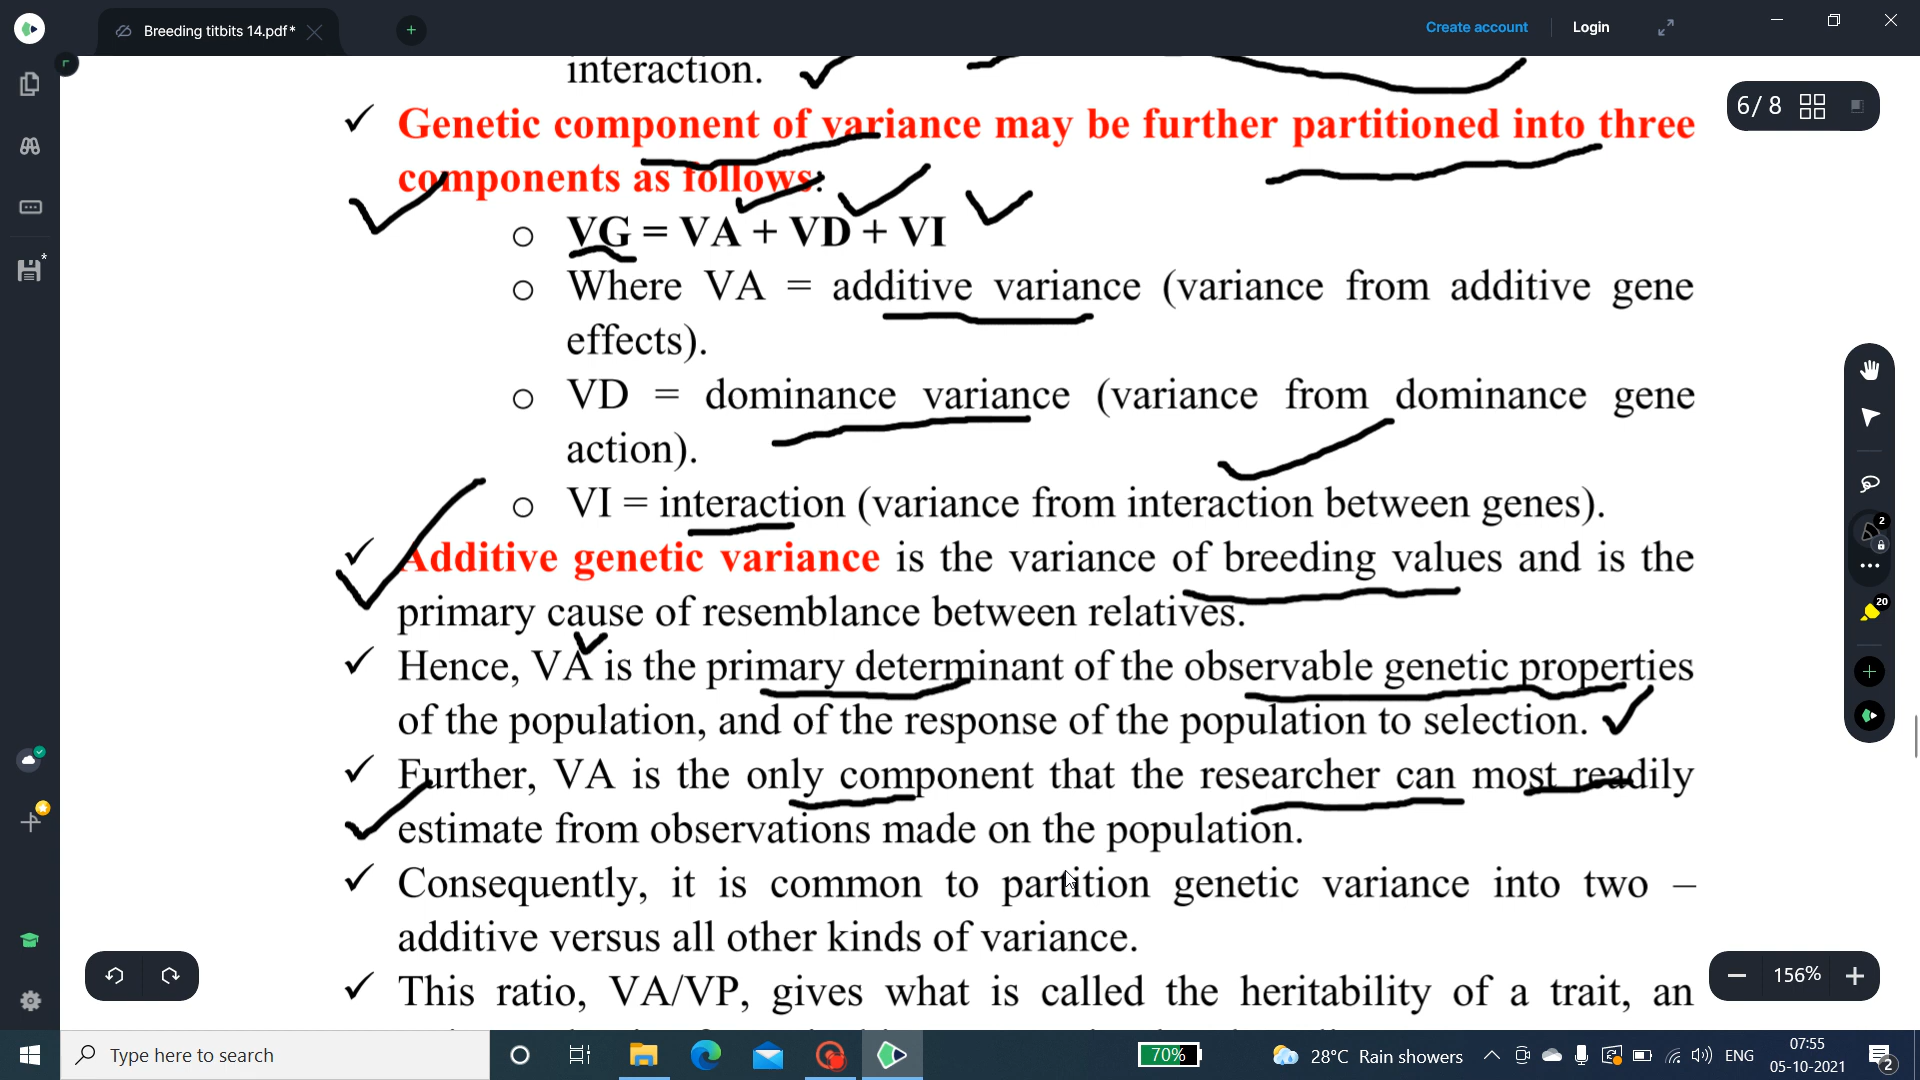 Breeding titbits 14.pdf*
Create account
Login
6/ 8
interaction.
Genetic component of variance may be further partitioned into three
components as follows:
VG = VA + VD + VI
Where VA = additive variance (variance from additive gene
effects).
VD = dominance variance (variance from dominance gene
action).
VI = interaction (variance from interaction between genes).
Additive genetic variance is the variance of breeding values and is the
primary cause of resemblance between relatives.
Hence, VA is the primary determinant of the observable genetic properties
of the population, and of the response of the population to selection.
Further, VA is the only component that the researcher can most readily
estimate from observations made on the population.
Consequently, it is common to partition genetic variance into two –
additive versus all other kinds of variance.
This ratio, VA/VP, gives what is called the heritability of a trait, an
2
20
156%
Type here to search
70%
28°C Rain showers
ENG
07:55
05-10-2021
2